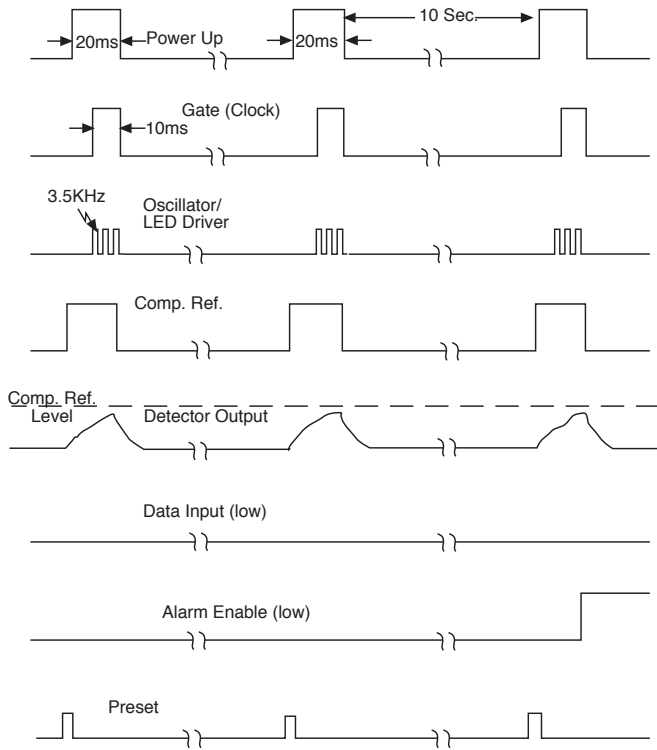 10 Sec.
20ms
Power Up
20ms
Gate (Clock)
10ms
3.5KHz
Oscillator/
LED Driver
Comp. Ref.
Comp. Ref.
Level
Detector Output
Data Input (low)
Alarm Enable (low)
Preset